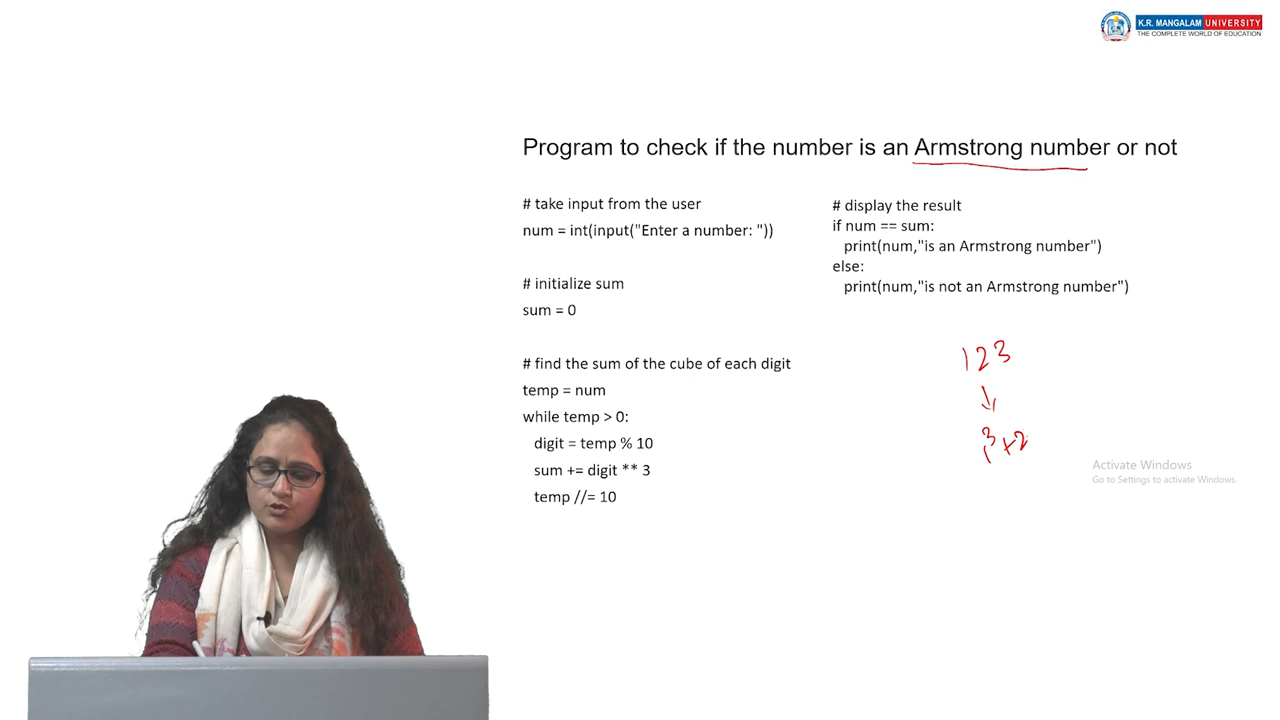 K.R. MANGALAM UNIVERSITY
THE COMPLETE WORLD OF EDUCATION
Program to check if the number is an Armstrong number or not
# take input from the user
num = int(input("Enter a number: "))
# initialize sum
sum = 0
# find the sum of the cube of each digit
temp = num
while temp > 0:
digit = temp % 10
sum += digit ** 3
temp //= 10
# display the result
if num == sum:
print(num,"is an Armstrong number")
else:
print(num,"is not an Armstrong number")
123
1³+2
Activate Windows
Go to Settings to activate Windows.